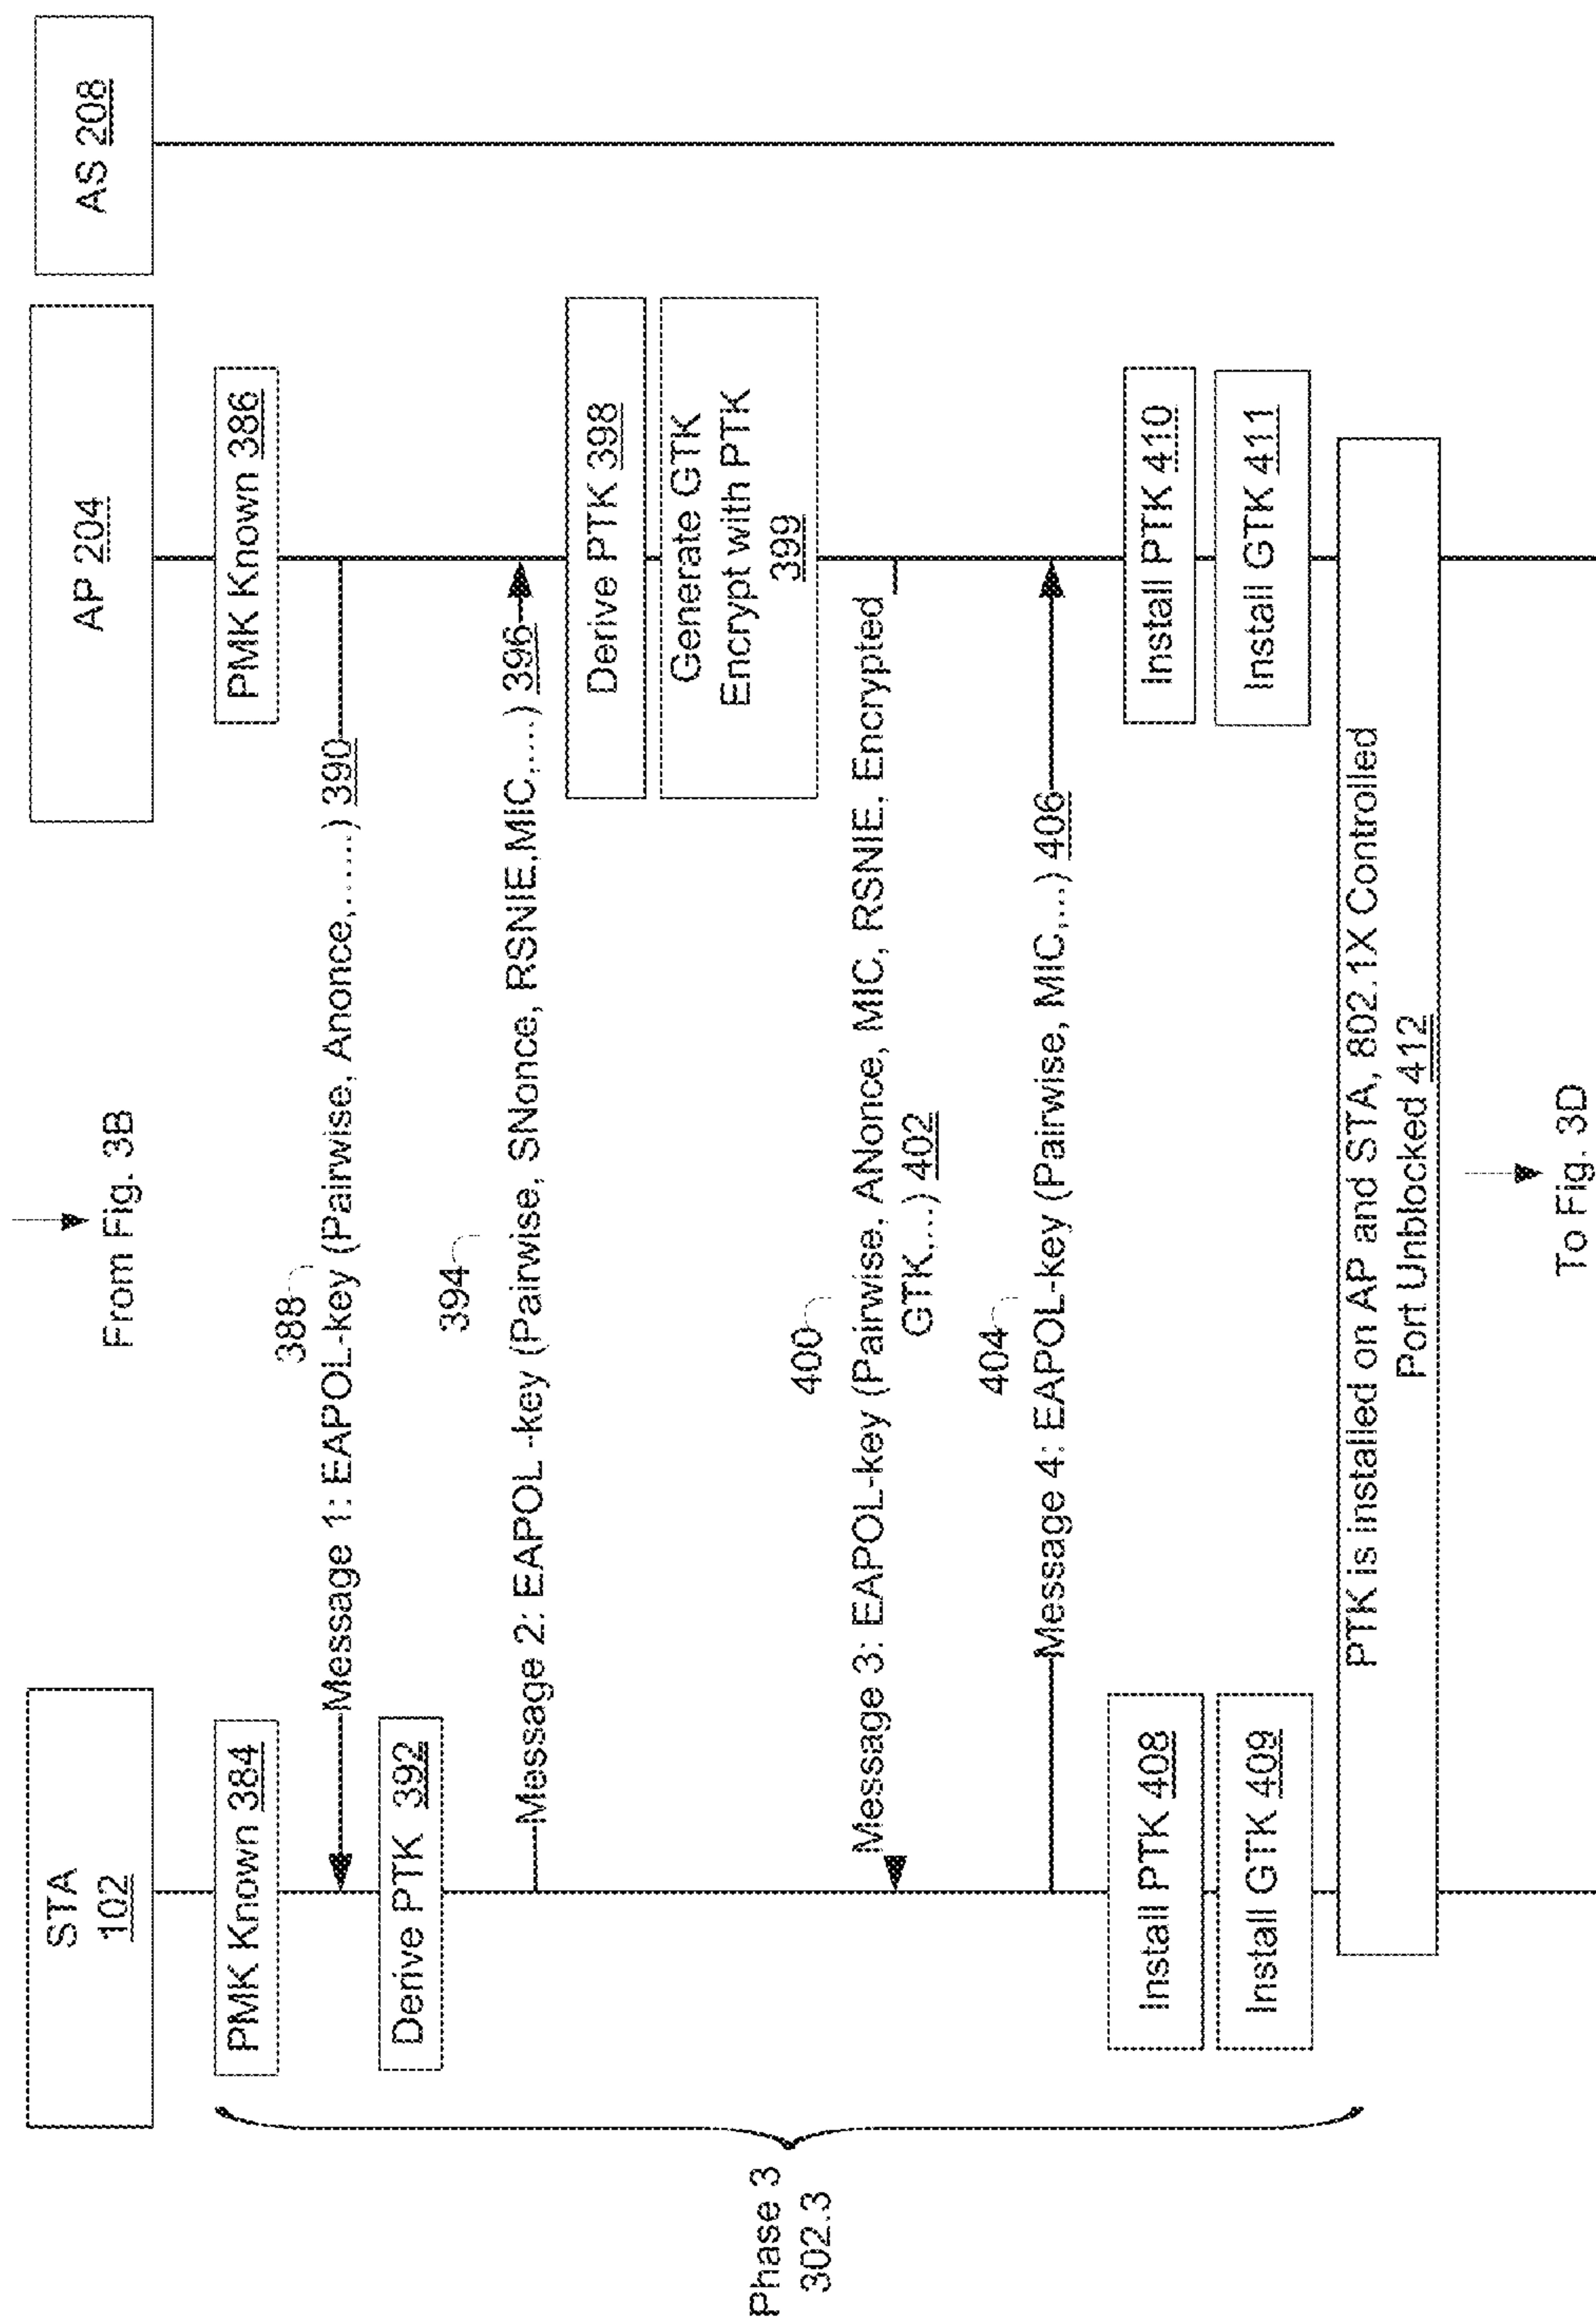 From Fig. 3B
STA
102
AP 204
AS 208
Phase 3
302.3
PMK Known 384
PMK Known 386
388
Message 1: EAPOL-key (Pairwise, Anonce,......) 390
Derive PTK 392
394
Message 2: EAPOL -key (Pairwise, SNonce, RSNIE,MIC,....) 396
Derive PTK 398
Generate GTK
Encrypt with PTK
399
400
Message 3: EAPOL-key (Pairwise, ANonce, MIC, RSNIE, Encrypted
GTK,...) 402
404
Message 4: EAPOL-key (Pairwise, MIC,...) 406
Install PTK 408
Install PTK 410
Install GTK 409
Install GTK 411
PTK is installed on AP and STA, 802.1X Controlled
Port Unblocked 412
To Fig. 3D